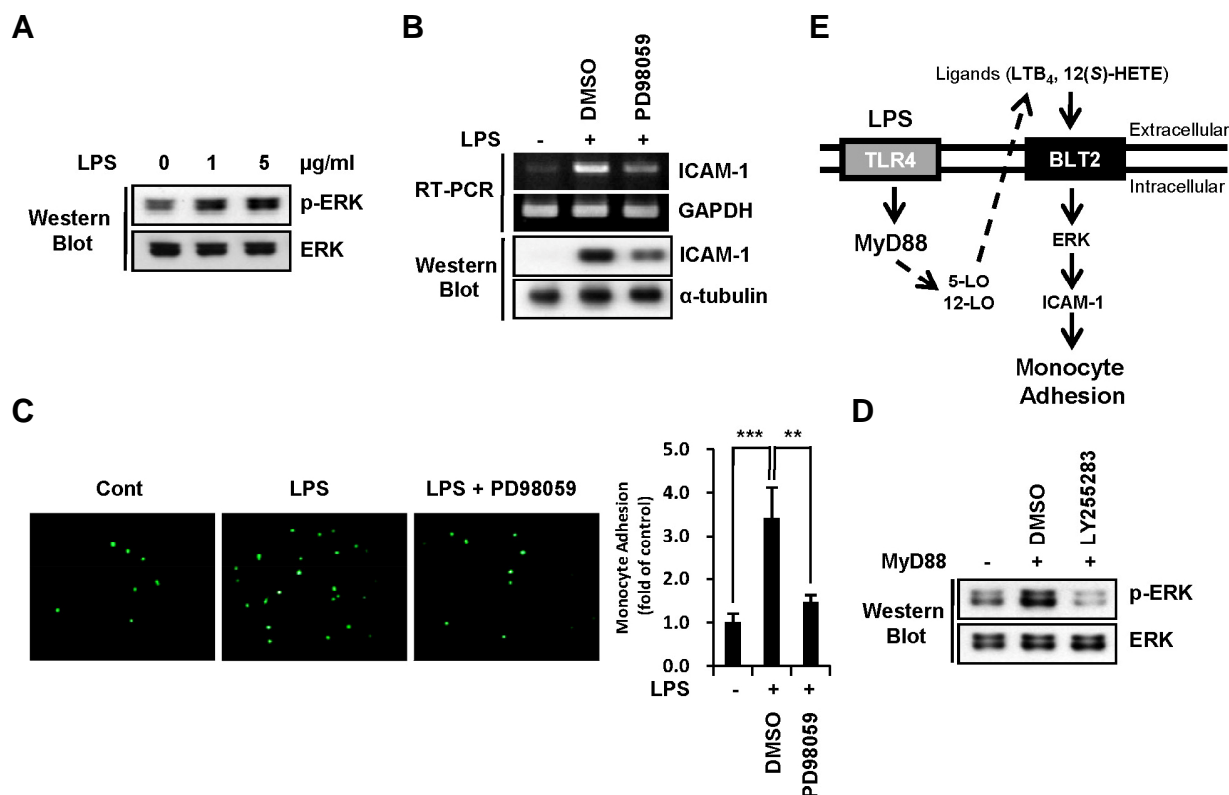 A
LPS 0 1 5 µg/ml
Western
Blot
p-ERK
ERK
B
DMSO
PD98059
LPS - + +
RT-PCR
ICAM-1
GAPDH
Western
Blot
ICAM-1
α-tubulin
E
Ligands (LTB4, 12(S)-HETE)
LPS
Extracellular
TLR4
BLT2
Intracellular
MyD88
ERK
5-LO
12-LO
ICAM-1
Monocyte
Adhesion
C
Cont
LPS
LPS + PD98059
Monocyte Adhesion
(fold of control)
*** **
5.0
4.0
3.0
2.0
1.0
0.0
LPS - + +
DMSO
PD98059
D
DMSO
LY255283
MyD88 - + +
Western
Blot
p-ERK
ERK